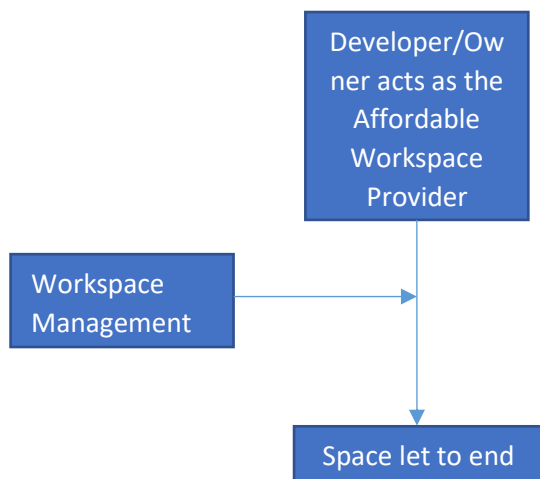 Developer/Ow
ner acts as the
Affordable
Workspace
Provider
Workspace
Management
Space let to end